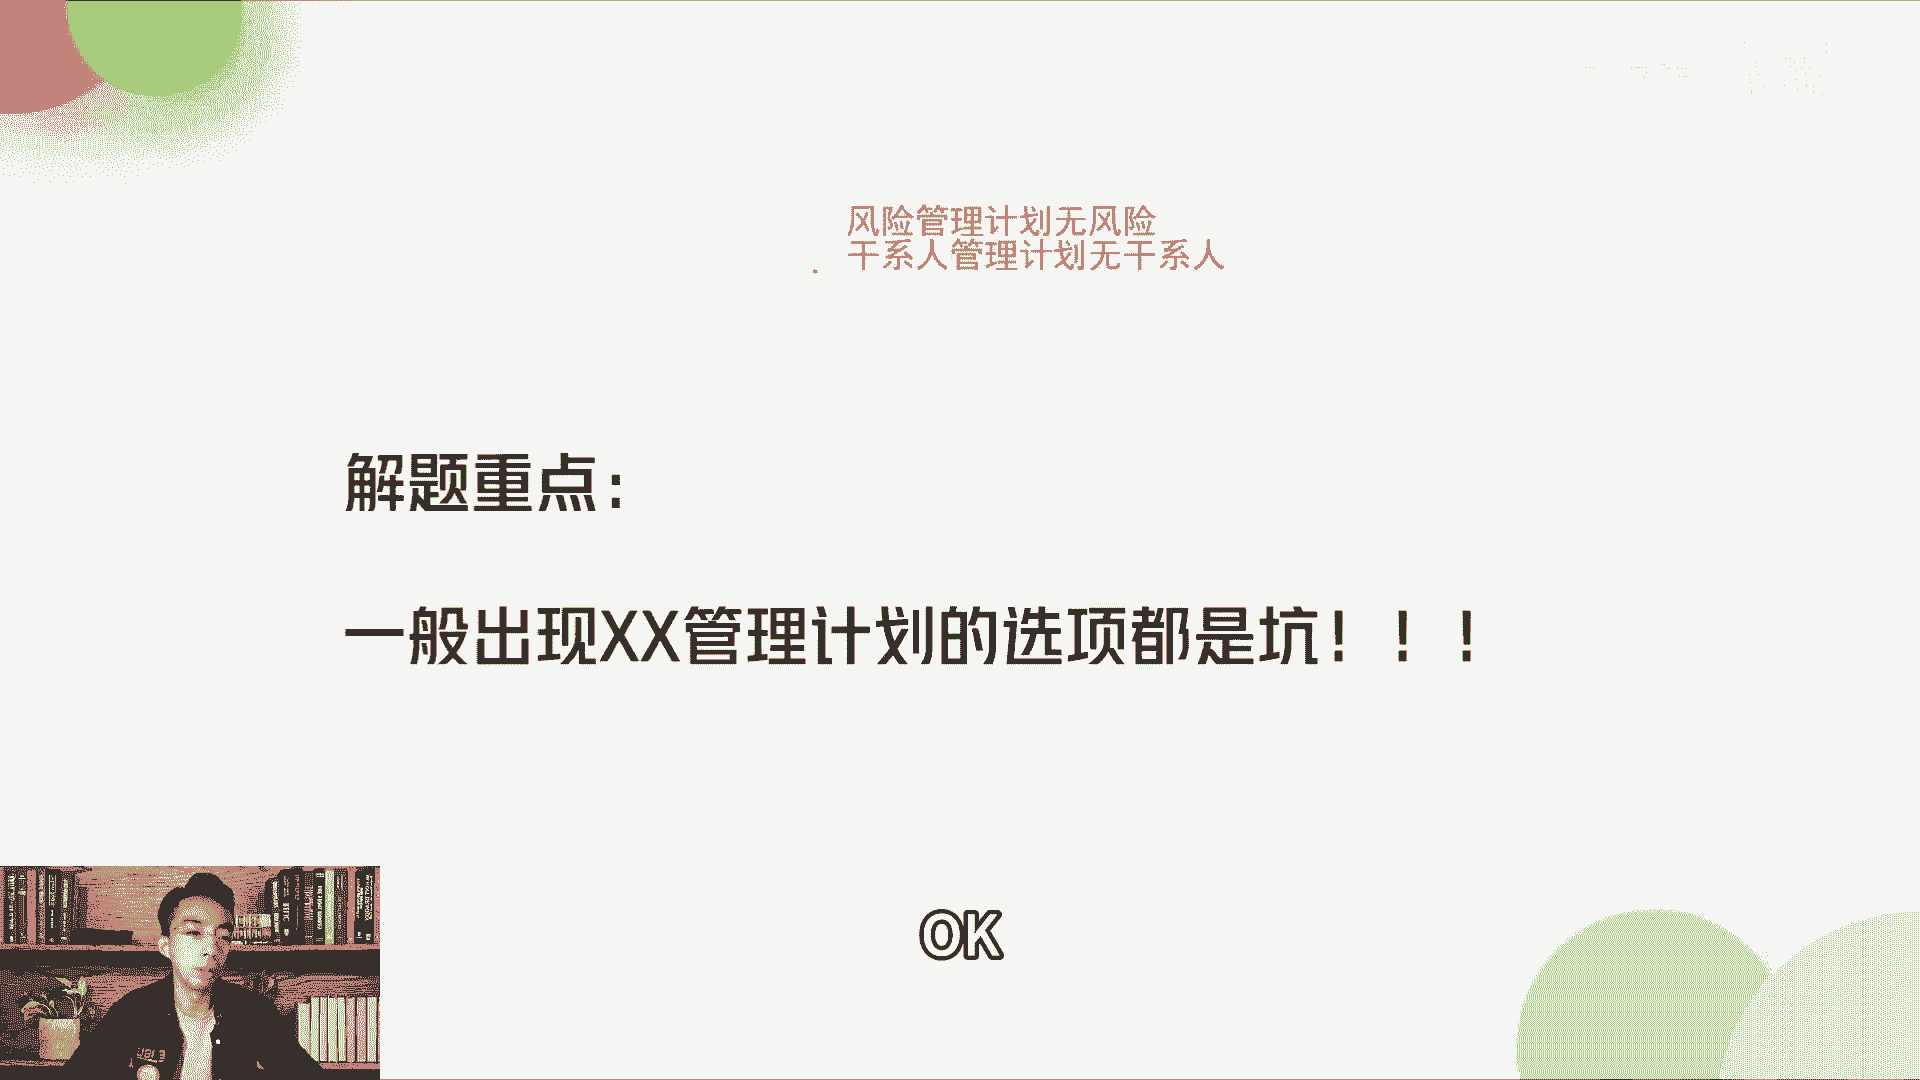 风险管理计划无风险
干系人管理计划无干系人
解题重点：
一般出现XX管理计划的选项都是坑！！！
OK